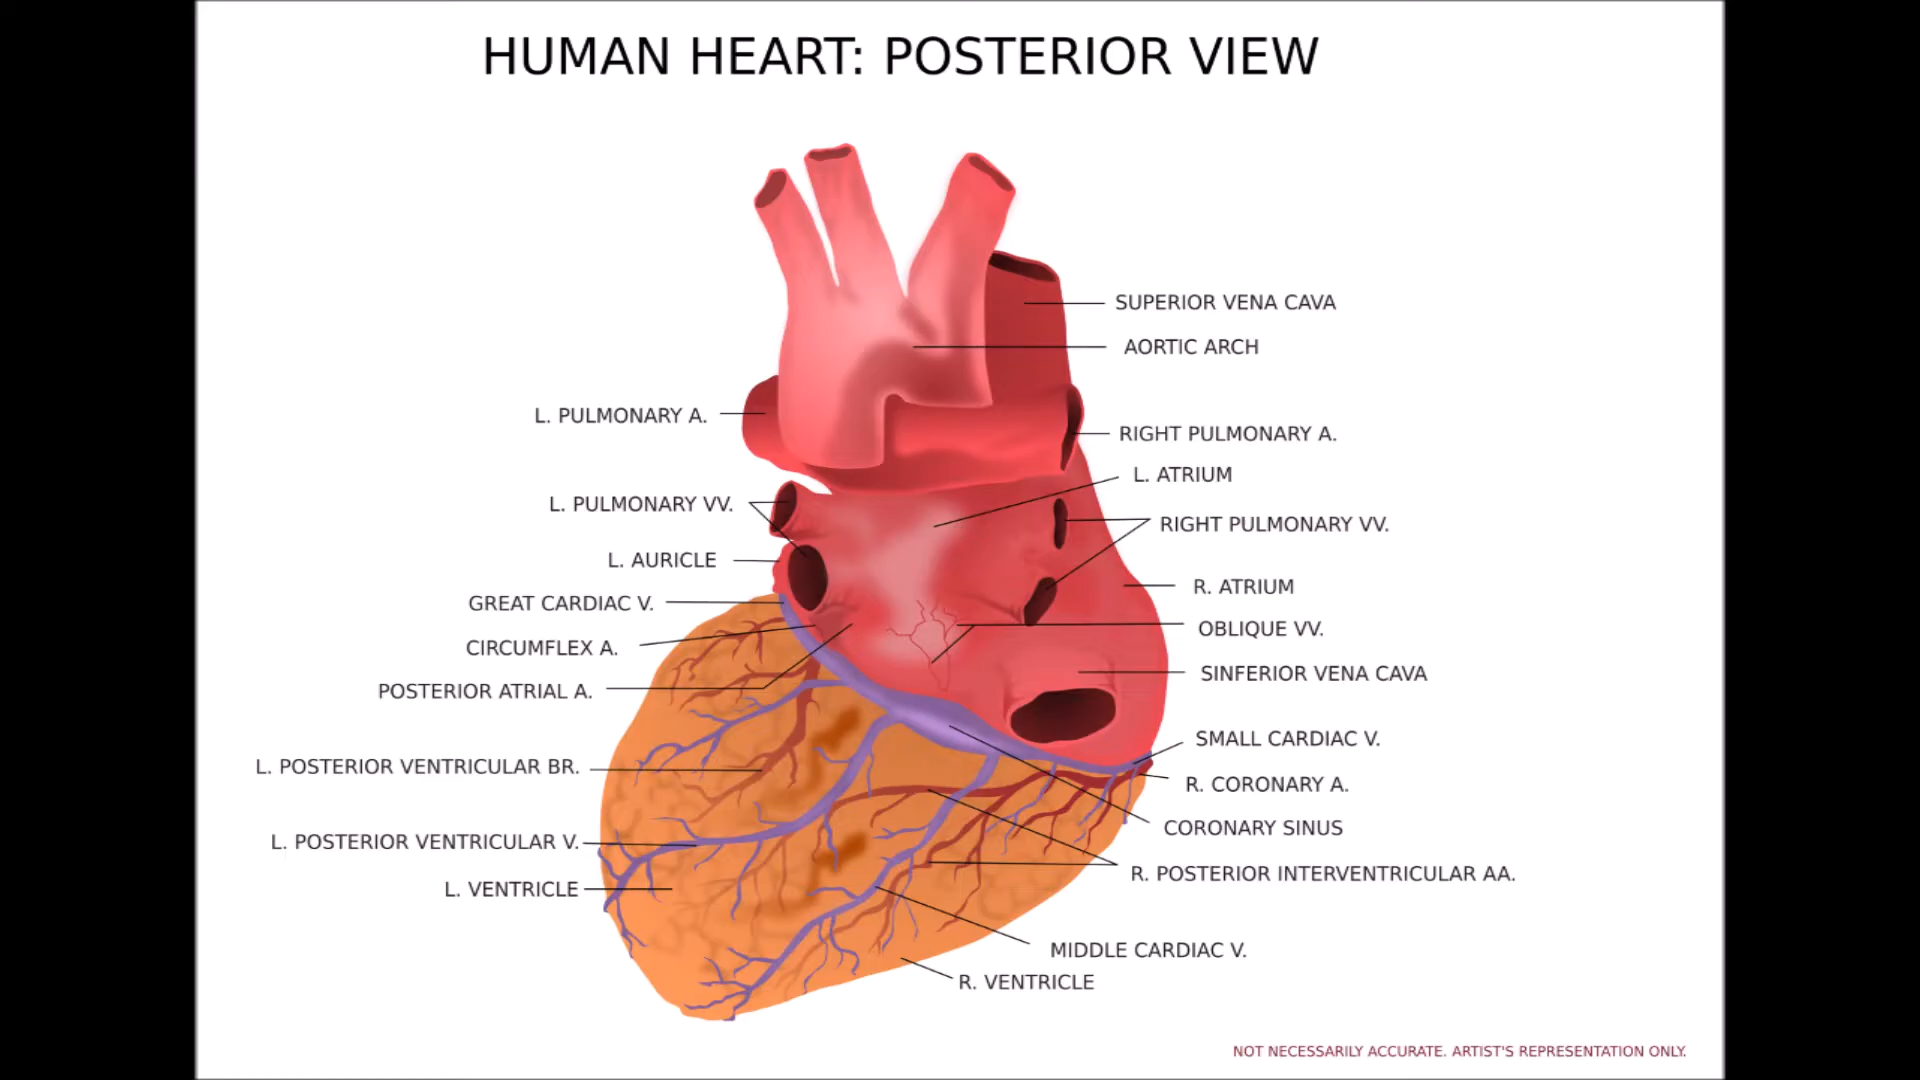 HUMAN HEART: POSTERIOR VIEW
SUPERIOR VENA CAVA
AORTIC ARCH
L. PULMONARY A.
RIGHT PULMONARY A.
L. ATRIUM
L. PULMONARY VV.
RIGHT PULMONARY VV.
L. AURICLE
R. ATRIUM
GREAT CARDIAC V.
OBLIQUE VV.
CIRCUMFLEX A.
SINFERIOR VENA CAVA
POSTERIOR ATRIAL A.
SMALL CARDIAC V.
L. POSTERIOR VENTRICULAR BR.
R. CORONARY A.
CORONARY SINUS
L. POSTERIOR VENTRICULAR V.
R. POSTERIOR INTERVENTRICULAR AA.
L. VENTRICLE
MIDDLE CARDIAC V.
R. VENTRICLE
NOT NECESSARILY ACCURATE. ARTIST'S REPRESENTATION ONLY.